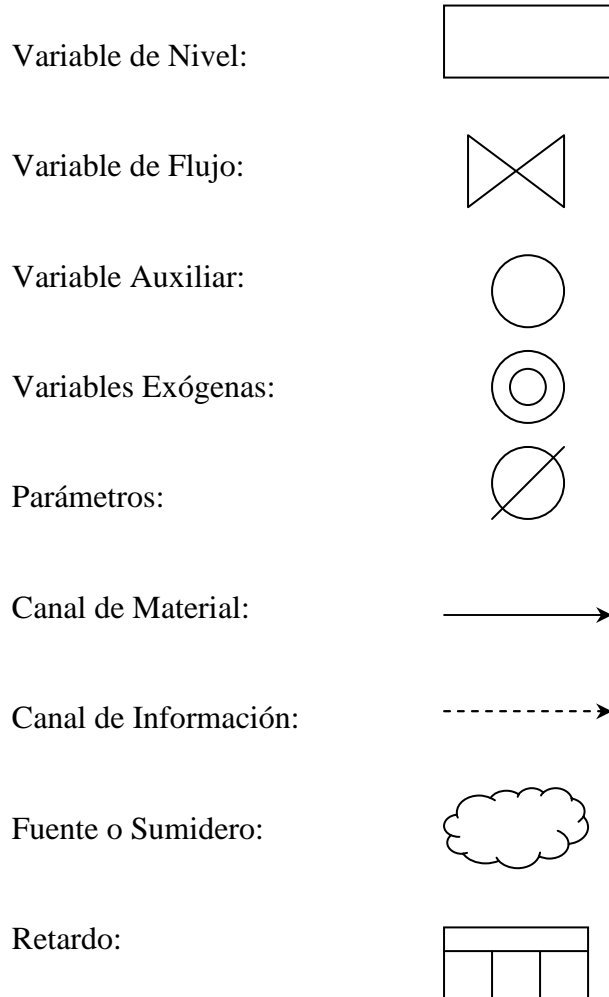 Variable de Nivel:
Variable de Flujo:
Variable Auxiliar:
Variables Exógenas:
Parámetros:
Canal de Material:
Canal de Información:
Fuente o Sumidero:
Retardo: